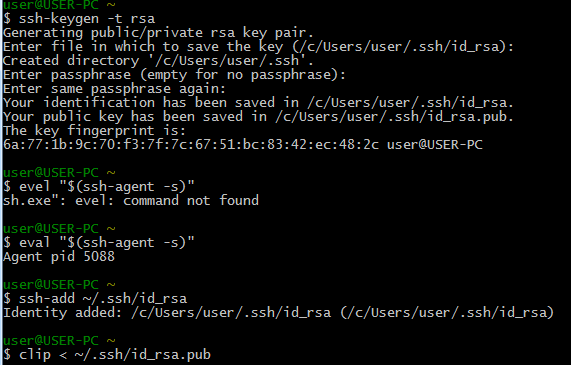 user@USER-PC ~
$ ssh-keygen -t rsa
Generating public/private rsa key pair.
Enter file in which to save the key (/c/Users/user/.ssh/id_rsa):
Created directory '/c/Users/user/.ssh'.
Enter passphrase (empty for no passphrase):
Enter same passphrase again:
Your identification has been saved in /c/Users/user/.ssh/id_rsa.
Your public key has been saved in /c/Users/user/.ssh/id_rsa.pub.
The key fingerprint is:
6a:77:1b:9c:70:f3:7f:7c:67:51:bc:83:42:ec:48:2c user@USER-PC
user@USER-PC ~
$ evel "$(ssh-agent -s)"
sh.exe": evel: command not found
user@USER-PC ~
$ eval "$(ssh-agent -s)"
Agent pid 5088
user@USER-PC ~
$ ssh-add ~/.ssh/id_rsa
Identity added: /c/Users/user/.ssh/id_rsa (/c/Users/user/.ssh/id_rsa)
user@USER-PC ~
$ clip < ~/.ssh/id_rsa.pub